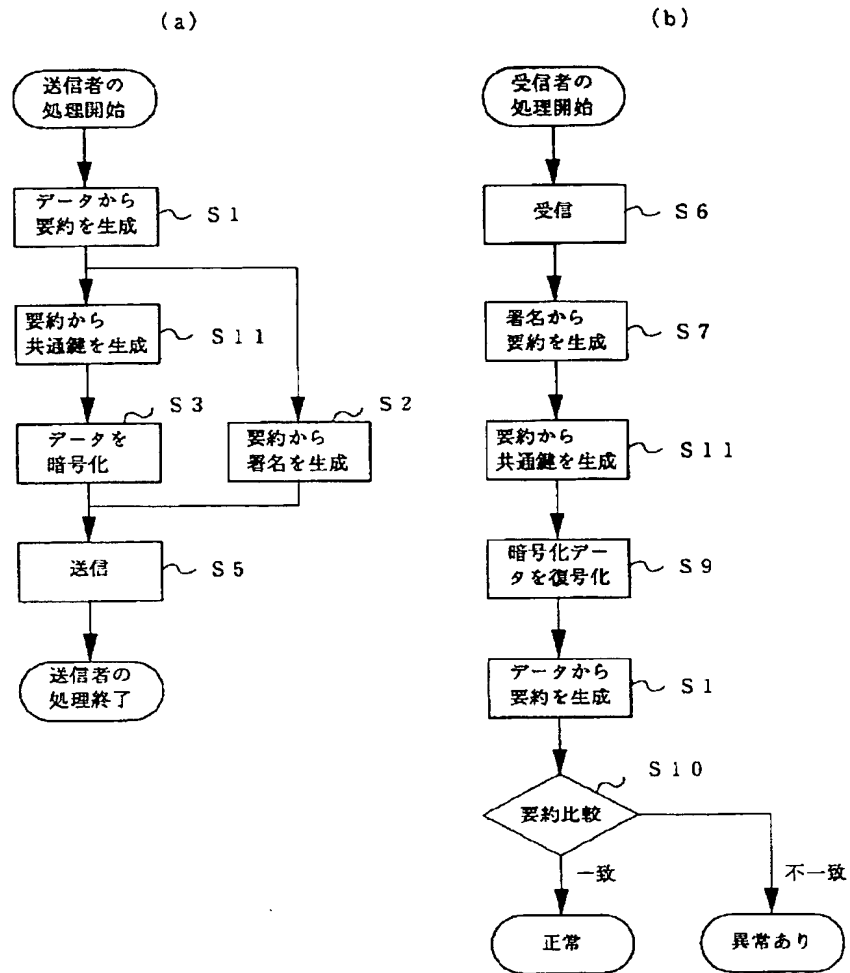 (a)
送信者の
処理開始
データから
要約を生成
S1
要約から
共通鍵を生成
S11
S3
データを
暗号化
S2
要約から
署名を生成
送信
S5
送信者の
処理終了
(b)
受信者の
処理開始
受信
S6
署名から
要約を生成
S7
要約から
共通鍵を生成
S11
暗号化デー
タを復号化
S9
データから
要約を生成
S1
S10
要約比較
一致
不一致
正常
異常あり